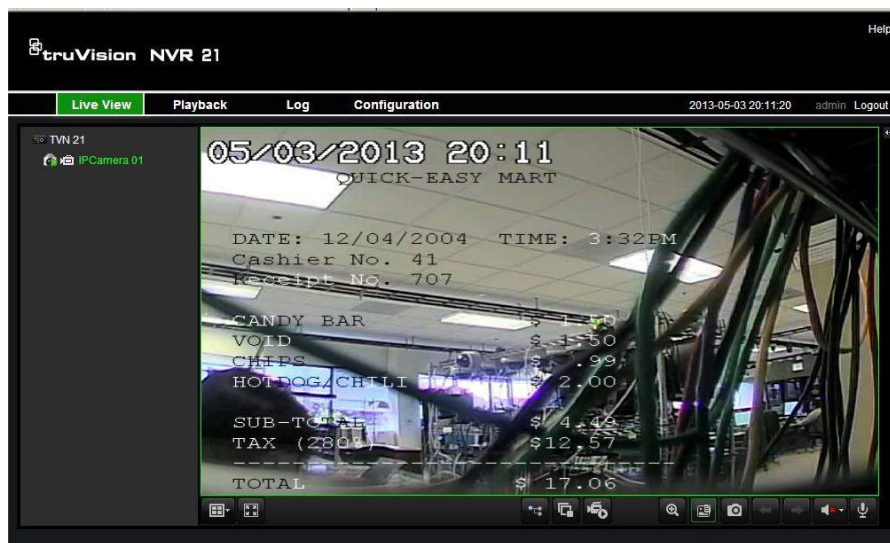 Help
truVision NVR 21
Live View Playback Log Configuration 2013-05-03 20:11:20 admin Logout
TVN 21
IPCamera 01
05/03/2013 20:11
QUICK-EASY MART
DATE: 12/04/2004 TIME: 3:32PM
Cashier No. 41
Receipt No. 707
CANDY BAR $ 1.50
VOID $ 1.50
CHIPS $ .99
HOTDOG/CHILI $ 2.00
SUB-TOTAL $ 4.49
TAX (280%) $12.57
TOTAL $ 17.06